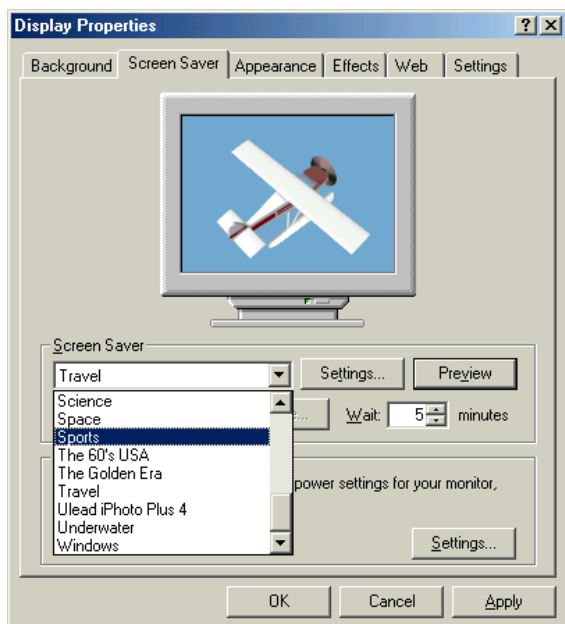 Display Properties
Background Screen Saver Appearance Effects Web Settings
Screen Saver
Travel Settings... Preview
Science
Space
Sports
The 60's USA
The Golden Era
Travel
Ulead iPhoto Plus 4
Underwater
Windows
Wait: 5 minutes
power settings for your monitor,
Settings...
OK Cancel Apply